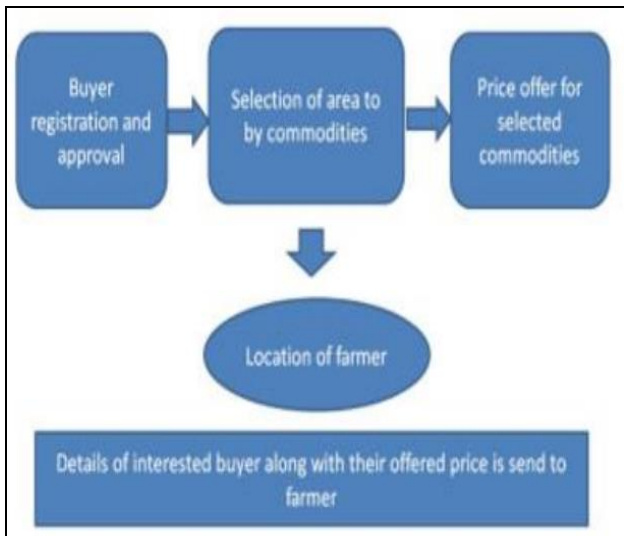 Buyer
registration and
approval
Selection of area to
by commodities
Price offer for
selected
commodities
Location of farmer
Details of interested buyer along with their offered price is send to
farmer